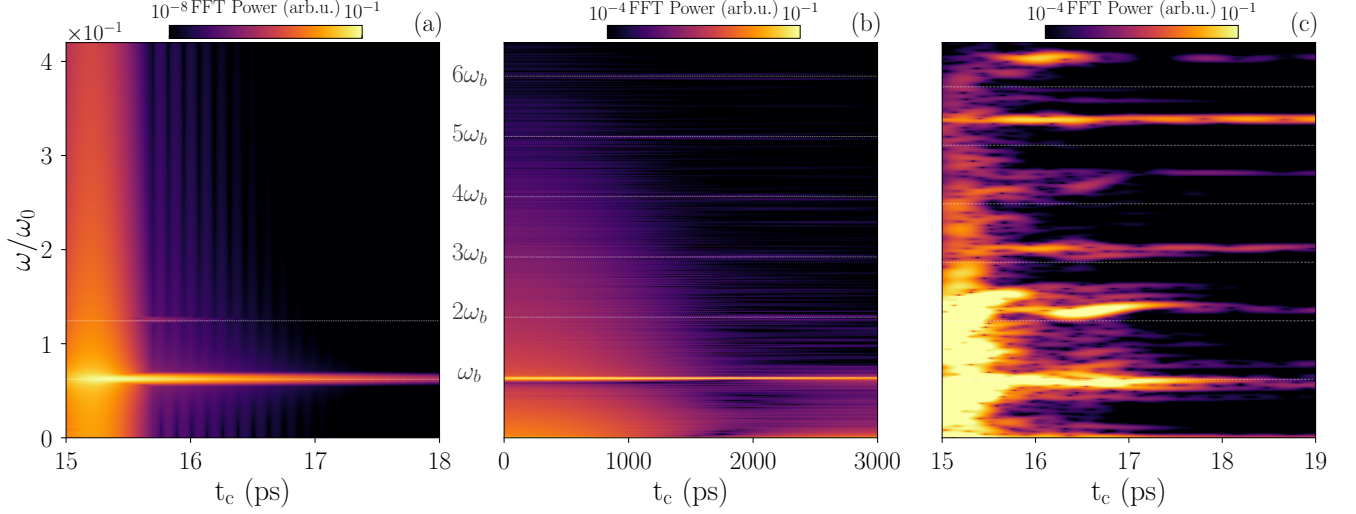 10⁻⁸ FFT Power (arb.u.) 10⁻¹
(a)
×10⁻¹
ω/ω₀
4
3
2
1
0
15 16 17 18
t_c (ps)
10⁻⁴ FFT Power (arb.u.) 10⁻¹
(b)
6ω_b
5ω_b
4ω_b
3ω_b
2ω_b
ω_b
0 1000 2000 3000
t_c (ps)
10⁻⁴ FFT Power (arb.u.) 10⁻¹
(c)
15 16 17 18 19
t_c (ps)